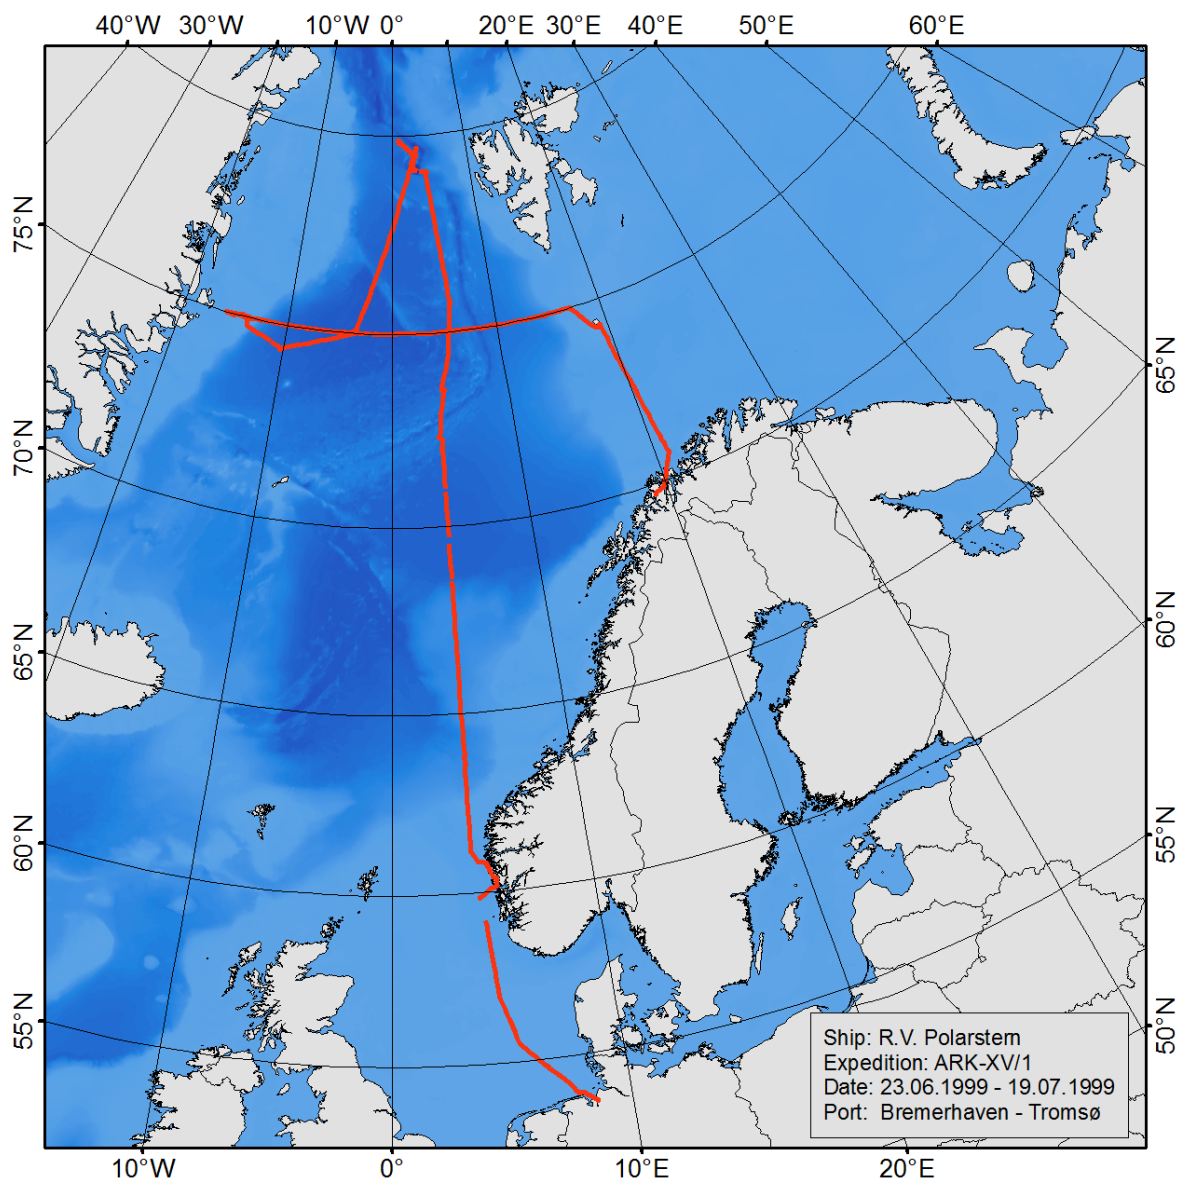 40°W 30°W 10°W 0° 20°E 30°E 40°E 50°E 60°E
75°N
70°N
65°N
60°N
55°N
65°N
60°N
55°N
50°N
Ship: R.V. Polarstern
Expedition: ARK-XV/1
Date: 23.06.1999 - 19.07.1999
Port: Bremerhaven - Tromsø
10°W 0° 10°E 20°E